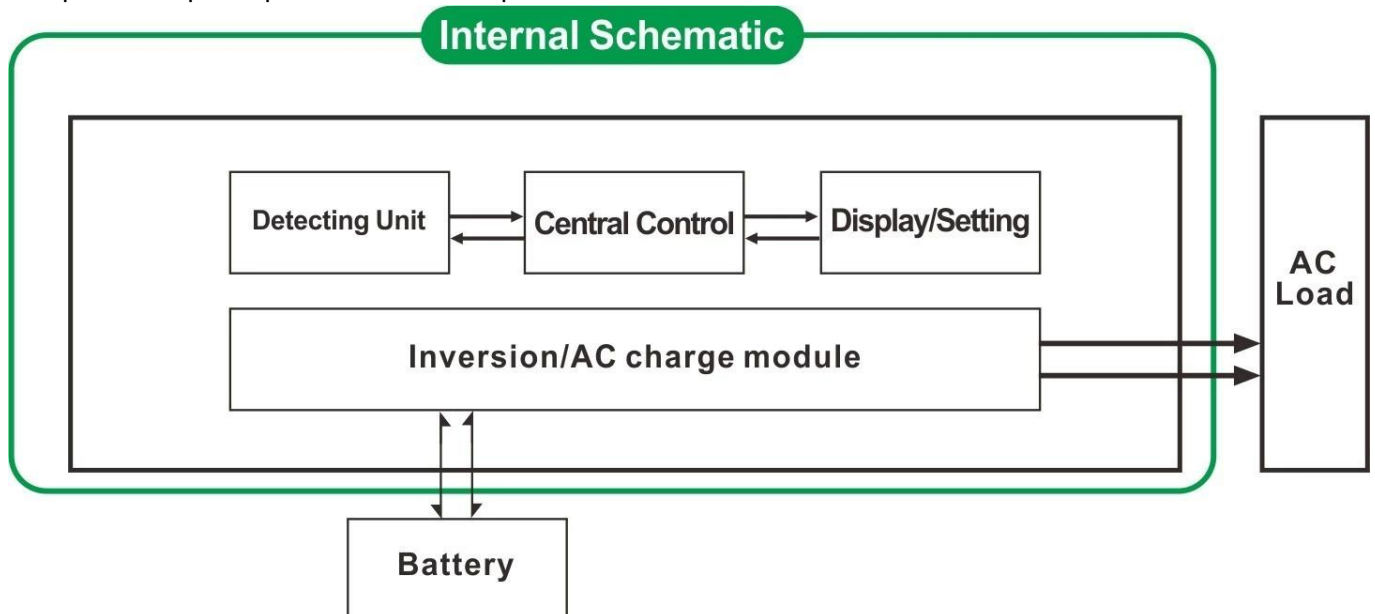 Internal Schematic
Detecting Unit
Central Control
Display/Setting
AC
Load
Inversion/AC charge module
Battery